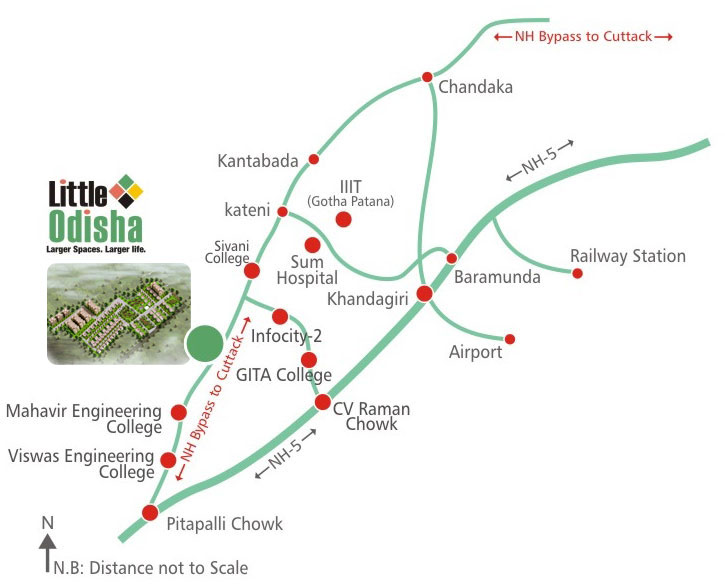 NH Bypass to Cuttack
Chandaka
NH-5
Kantabada
IIIT
(Gotha Patana)
kateni
Little
Odisha
Larger Spaces. Larger life.
Sivani
College
Sum
Hospital
Railway Station
Baramunda
Khandagiri
Infocity-2
Airport
GITA College
NH Bypass to Cuttack
Mahavir Engineering
College
CV Raman
Chowk
NH-5
Viswas Engineering
College
Pitapalli Chowk
N
N.B: Distance not to Scale